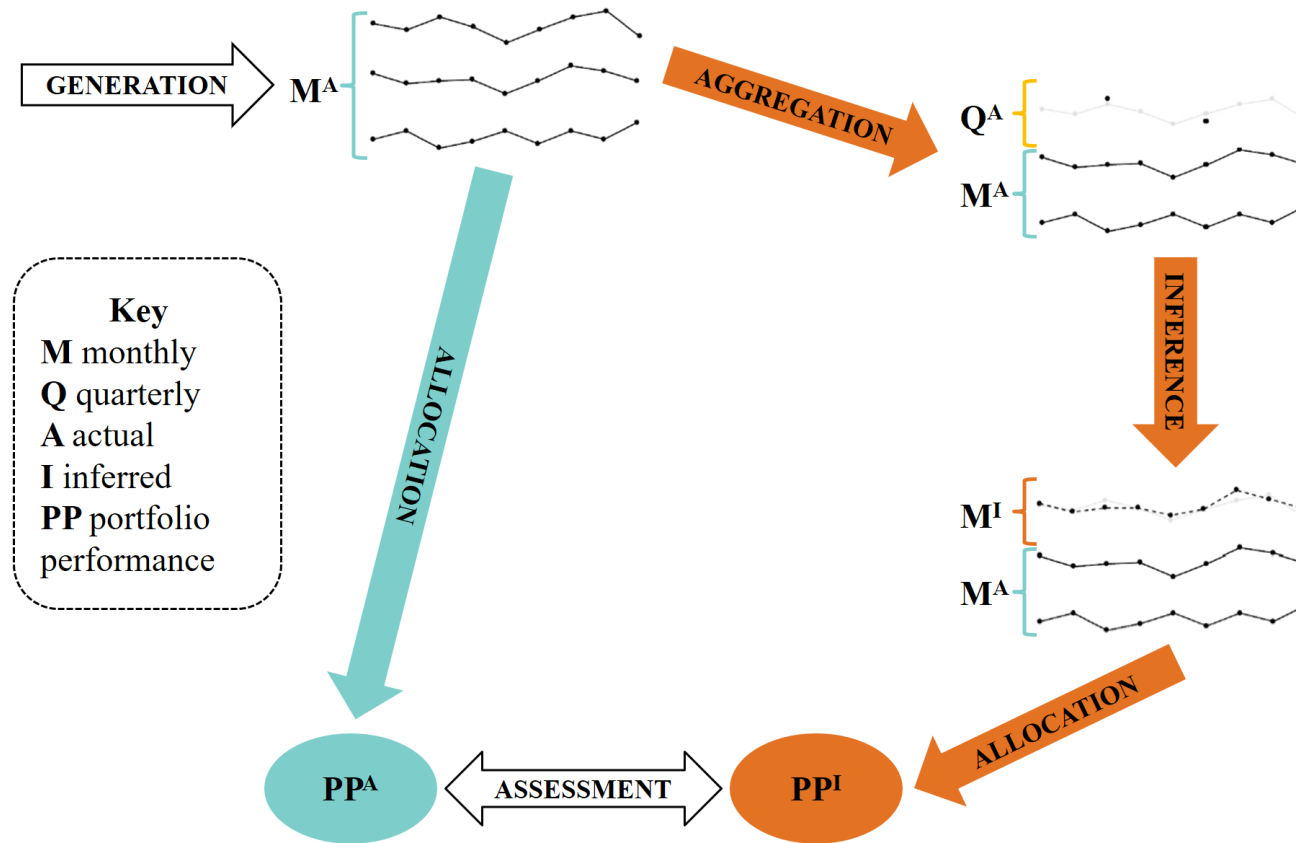 GENERATION
M^A
AGGREGATION
Q^A
M^A
ALLOCATION
INFERENCE
Key
M monthly
Q quarterly
A actual
I inferred
PP portfolio
performance
M^I
M^A
ALLOCATION
PP^A
ASSESSMENT
PP^I